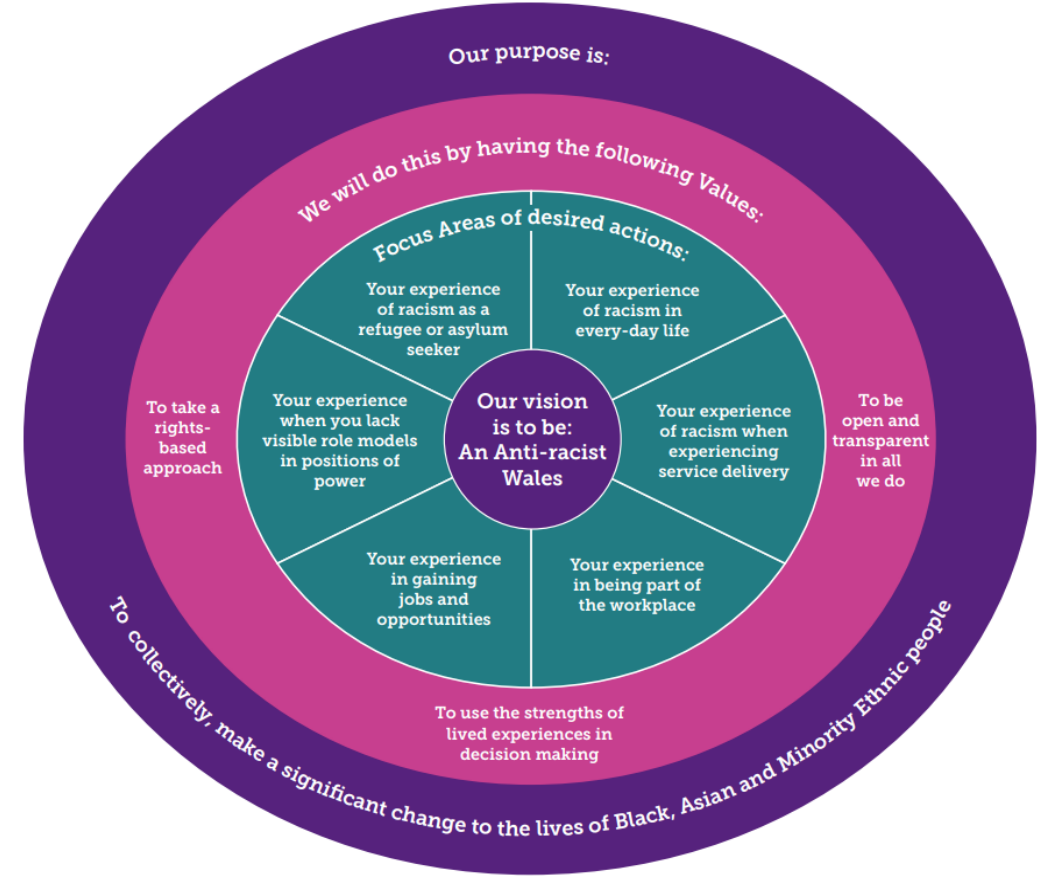 Our purpose is:
We will do this by having the following Values:
Focus Areas of desired actions:
Your experience
of racism as a
refugee or asylum
seeker
Your experience
of racism in
every-day life
To take a
rights-
based
approach
Your experience
when you lack
visible role models
in positions of
power
Our vision
is to be:
An Anti-racist
Wales
Your experience
of racism when
experiencing
service delivery
To be
open and
transparent
in all
we do
Your experience
in gaining
jobs and
opportunities
Your experience
in being part of
the workplace
To use the strengths of
lived experiences in
decision making
To collectively, make a significant change to the lives of Black, Asian and Minority Ethnic people